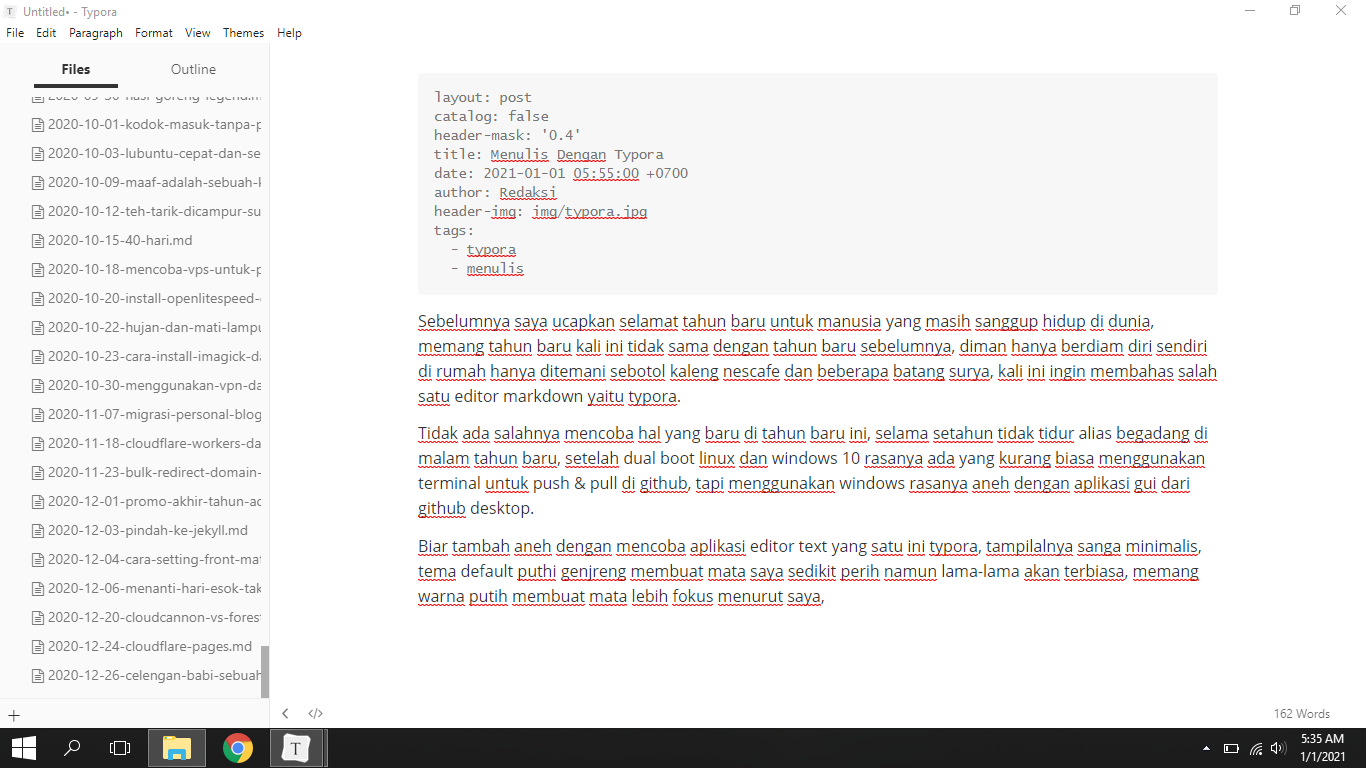 Untitled• - Typora
File Edit Paragraph Format View Themes Help
Files Outline
2020-10-01-kodok-masuk-tanpa-p
2020-10-03-lubuntu-cepat-dan-se
2020-10-09-maaf-adalah-sebuah-k
2020-10-12-teh-tarik-dicampur-su
2020-10-15-40-hari.md
2020-10-18-mencoba-vps-untuk-p
2020-10-20-install-openlitespeed-
2020-10-22-hujan-dan-mati-lampu
2020-10-23-cara-install-imagick-da
2020-10-30-menggunakan-vpn-da
2020-11-07-migrasi-personal-blog
2020-11-18-cloudflare-workers-da
2020-11-23-bulk-redirect-domain-
2020-12-01-promo-akhir-tahun-ad
2020-12-03-pindah-ke-jekyll.md
2020-12-04-cara-setting-front-mat
2020-12-06-menanti-hari-esok-tak
2020-12-20-cloudcannon-vs-forest
2020-12-24-cloudflare-pages.md
2020-12-26-celengan-babi-sebuah
layout: post
catalog: false
header-mask: '0.4'
title: Menulis Dengan Typora
date: 2021-01-01 05:55:00 +0700
author: Redaksi
header-img: img/typora.jpg
tags:
- typora
- menulis
Sebelumnya saya ucapkan selamat tahun baru untuk manusia yang masih sanggup hidup di dunia,
memang tahun baru kali ini tidak sama dengan tahun baru sebelumnya, diman hanya berdiam diri sendiri
di rumah hanya ditemani sebotol kaleng nescafe dan beberapa batang surya, kali ini ingin membahas salah
satu editor markdown yaitu typora.
Tidak ada salahnya mencoba hal yang baru di tahun baru ini, selama setahun tidak tidur alias begadang di
malam tahun baru, setelah dual boot linux dan windows 10 rasanya ada yang kurang biasa menggunakan
terminal untuk push & pull di github, tapi menggunakan windows rasanya aneh dengan aplikasi gui dari
github desktop.
Biar tambah aneh dengan mencoba aplikasi editor text yang satu ini typora, tampilalnya sanga minimalis,
tema default puthi genjreng membuat mata saya sedikit perih namun lama-lama akan terbiasa, memang
warna putih membuat mata lebih fokus menurut saya,
162 Words
5:35 AM
1/1/2021